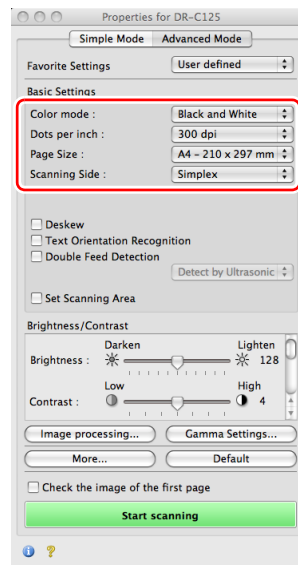 Properties for DR-C125
Simple Mode Advanced Mode
Favorite Settings User defined
Basic Settings
Color mode : Black and White
Dots per inch : 300 dpi
Page Size : A4 - 210 x 297 mm
Scanning Side : Simplex
Deskew
Text Orientation Recognition
Double Feed Detection
Detect by Ultrasonic
Set Scanning Area
Brightness/Contrast
Darken Lighten
Brightness : 128
Low High
Contrast : 4
Image processing... Gamma Settings...
More... Default
Check the image of the first page
Start scanning
?